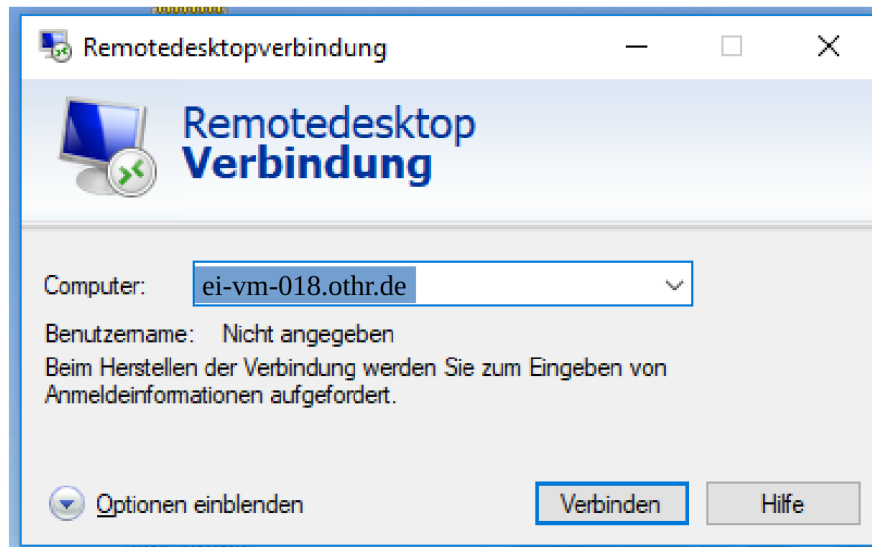 Remotedesktopverbindung
Remotedesktop
Verbindung
Computer: ei-vm-018.othr.de
Benutzername: Nicht angegeben
Beim Herstellen der Verbindung werden Sie zum Eingeben von
Anmeldeinformationen aufgefordert.
Optionen einblenden Verbinden Hilfe